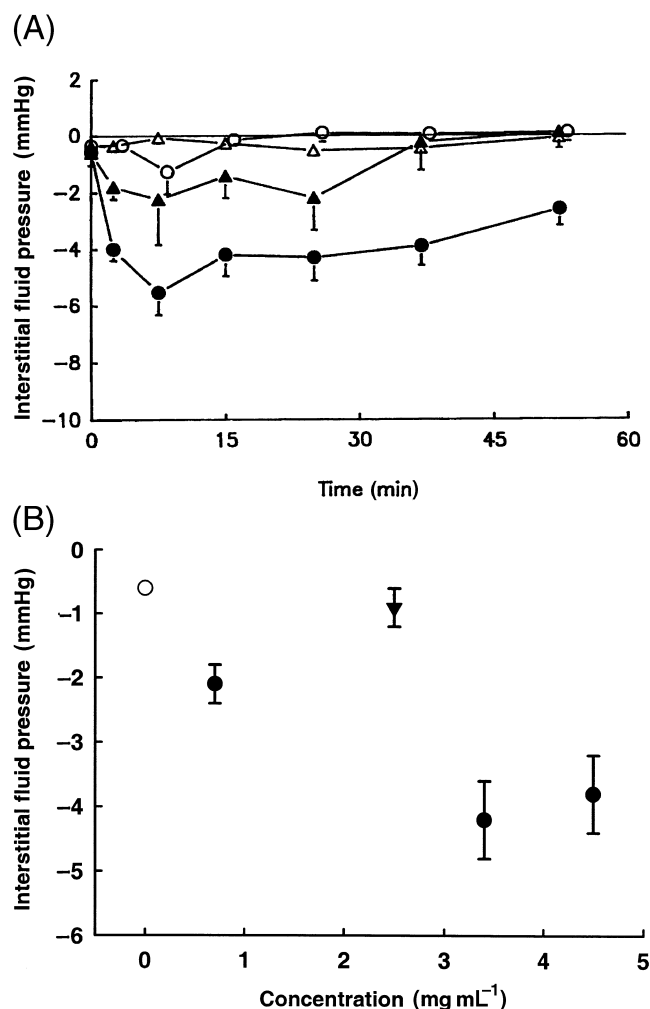 (A)
Interstitial fluid pressure (mmHg)
2
0
−2
−4
−6
−8
−10
0 15 30 45 60
Time (min)
(B)
Interstitial fluid pressure (mmHg)
0
−1
−2
−3
−4
−5
−6
0 1 2 3 4 5
Concentration (mg mL⁻¹)